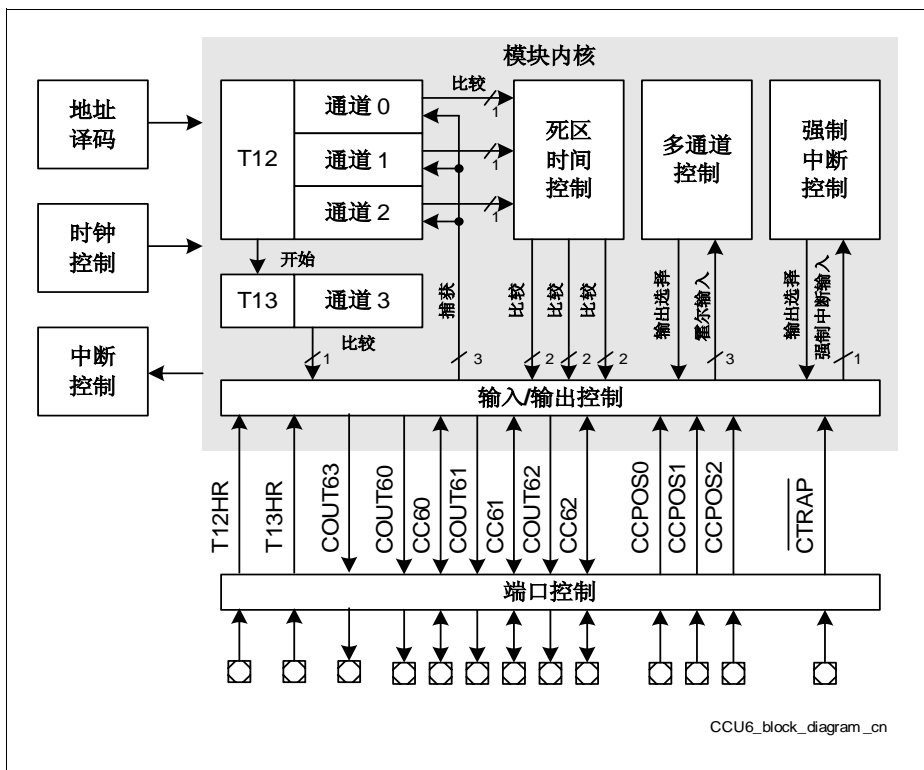 模块内核
地址
译码
时钟
控制
中断
控制
T12
通道 0
通道 1
通道 2
比较
1
1
1
死区
时间
控制
多通道
控制
强制
中断
控制
开始
T13
通道 3
比较
1
捕获
3
比较
2
比较
2
比较
2
输出选择
霍尔输入
3
输出选择
强制中断输入
1
输入/输出控制
T12HR
T13HR
COUT63
COUT60
CC60
COUT61
CC61
COUT62
CC62
CCPOS0
CCPOS1
CCPOS2
CTRAP
端口控制
CCU6_block_diagram_cn